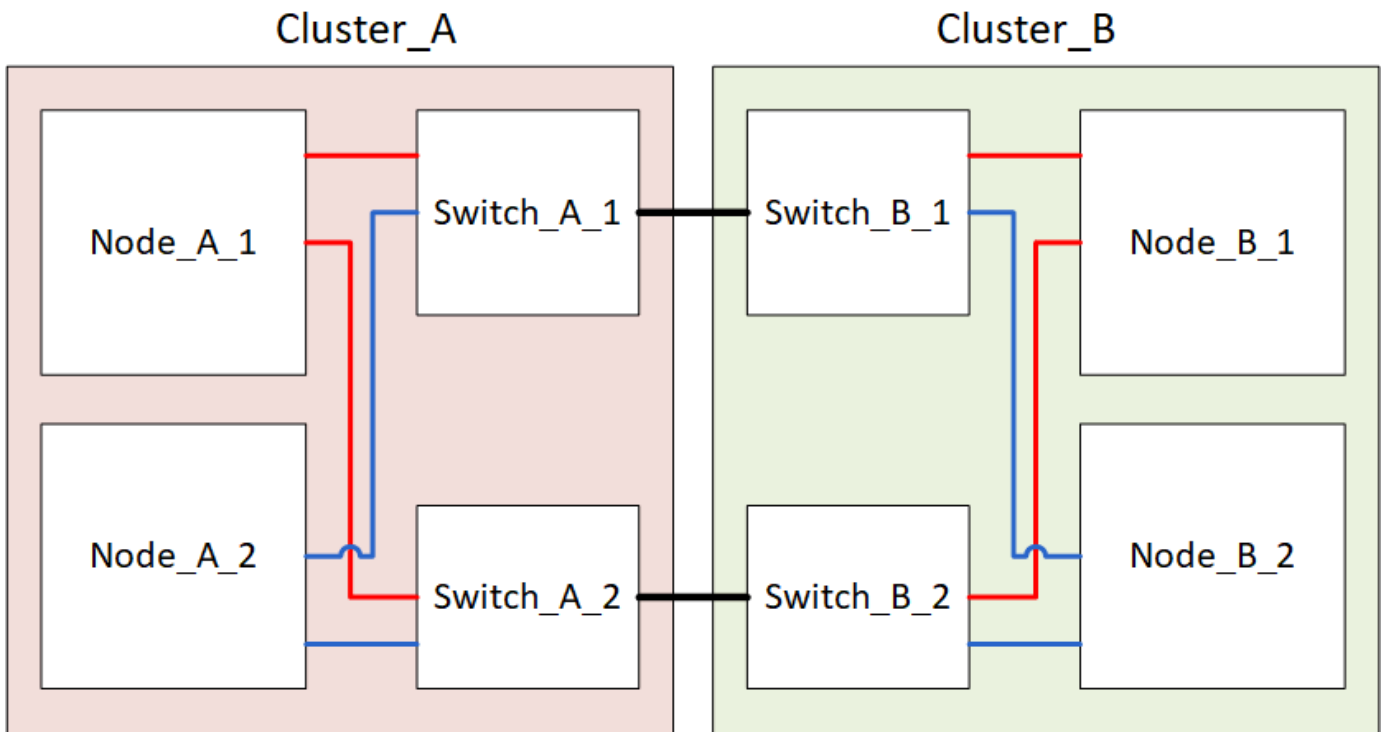 Cluster_A
Cluster_B
Node_A_1
Switch_A_1
Switch_B_1
Node_B_1
Node_A_2
Switch_A_2
Switch_B_2
Node_B_2